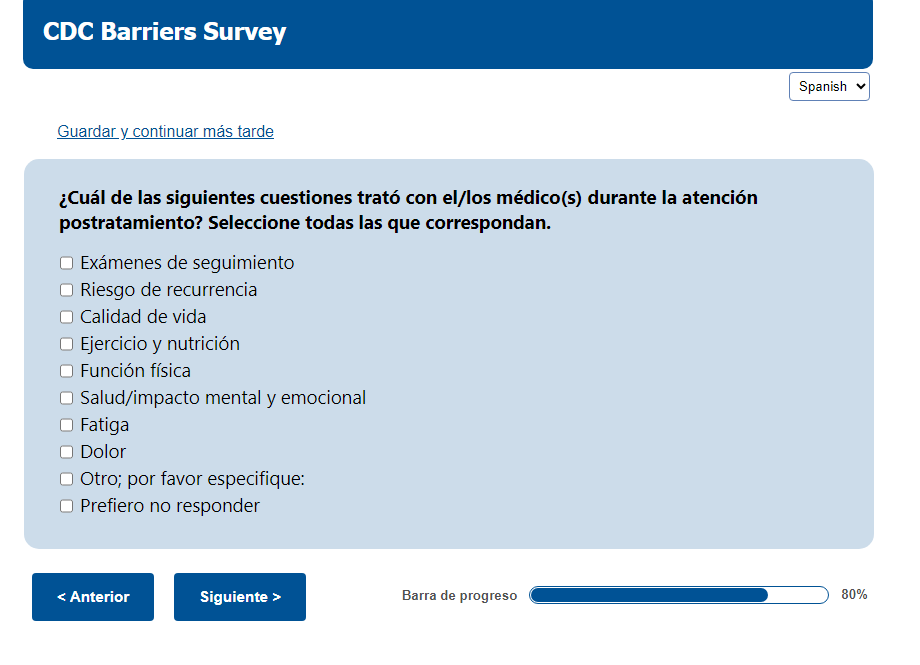 CDC Barriers Survey
Spanish
Guardar y continuar más tarde
¿Cuál de las siguientes cuestiones trató con el/los médico(s) durante la atención
postratamiento? Seleccione todas las que correspondan.
Exámenes de seguimiento
Riesgo de recurrencia
Calidad de vida
Ejercicio y nutrición
Función física
Salud/impacto mental y emocional
Fatiga
Dolor
Otro; por favor especifique:
Prefiero no responder
< Anterior
Siguiente >
Barra de progreso
80%